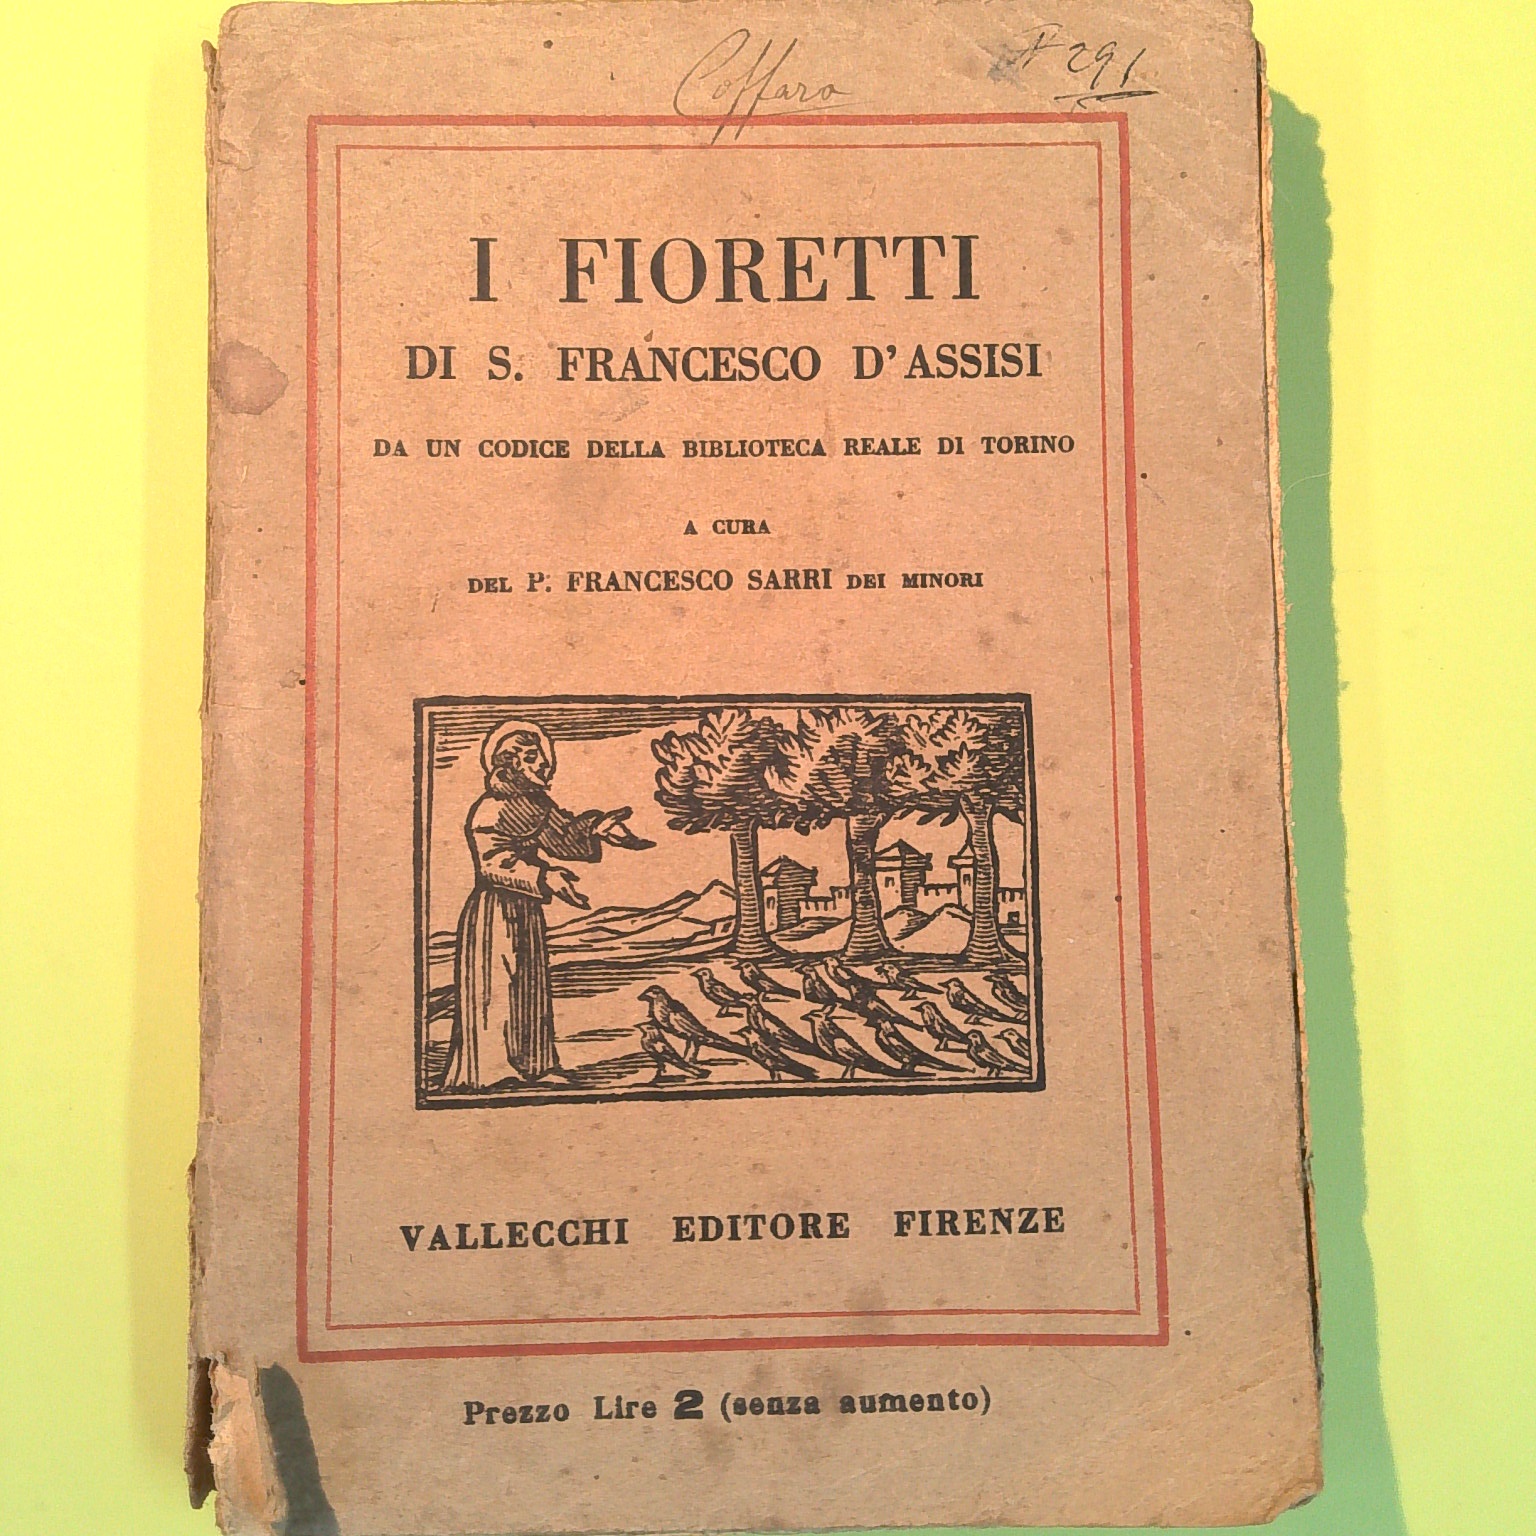 Coffaro
291
I FIORETTI
DI S. FRANCESCO D'ASSISI
DA UN CODICE DELLA BIBLIOTECA REALE DI TORINO
A CURA
DEL P. FRANCESCO SARRI DEI MINORI
VALLECCHI EDITORE FIRENZE
Prezzo Lire 2 (senza aumento)